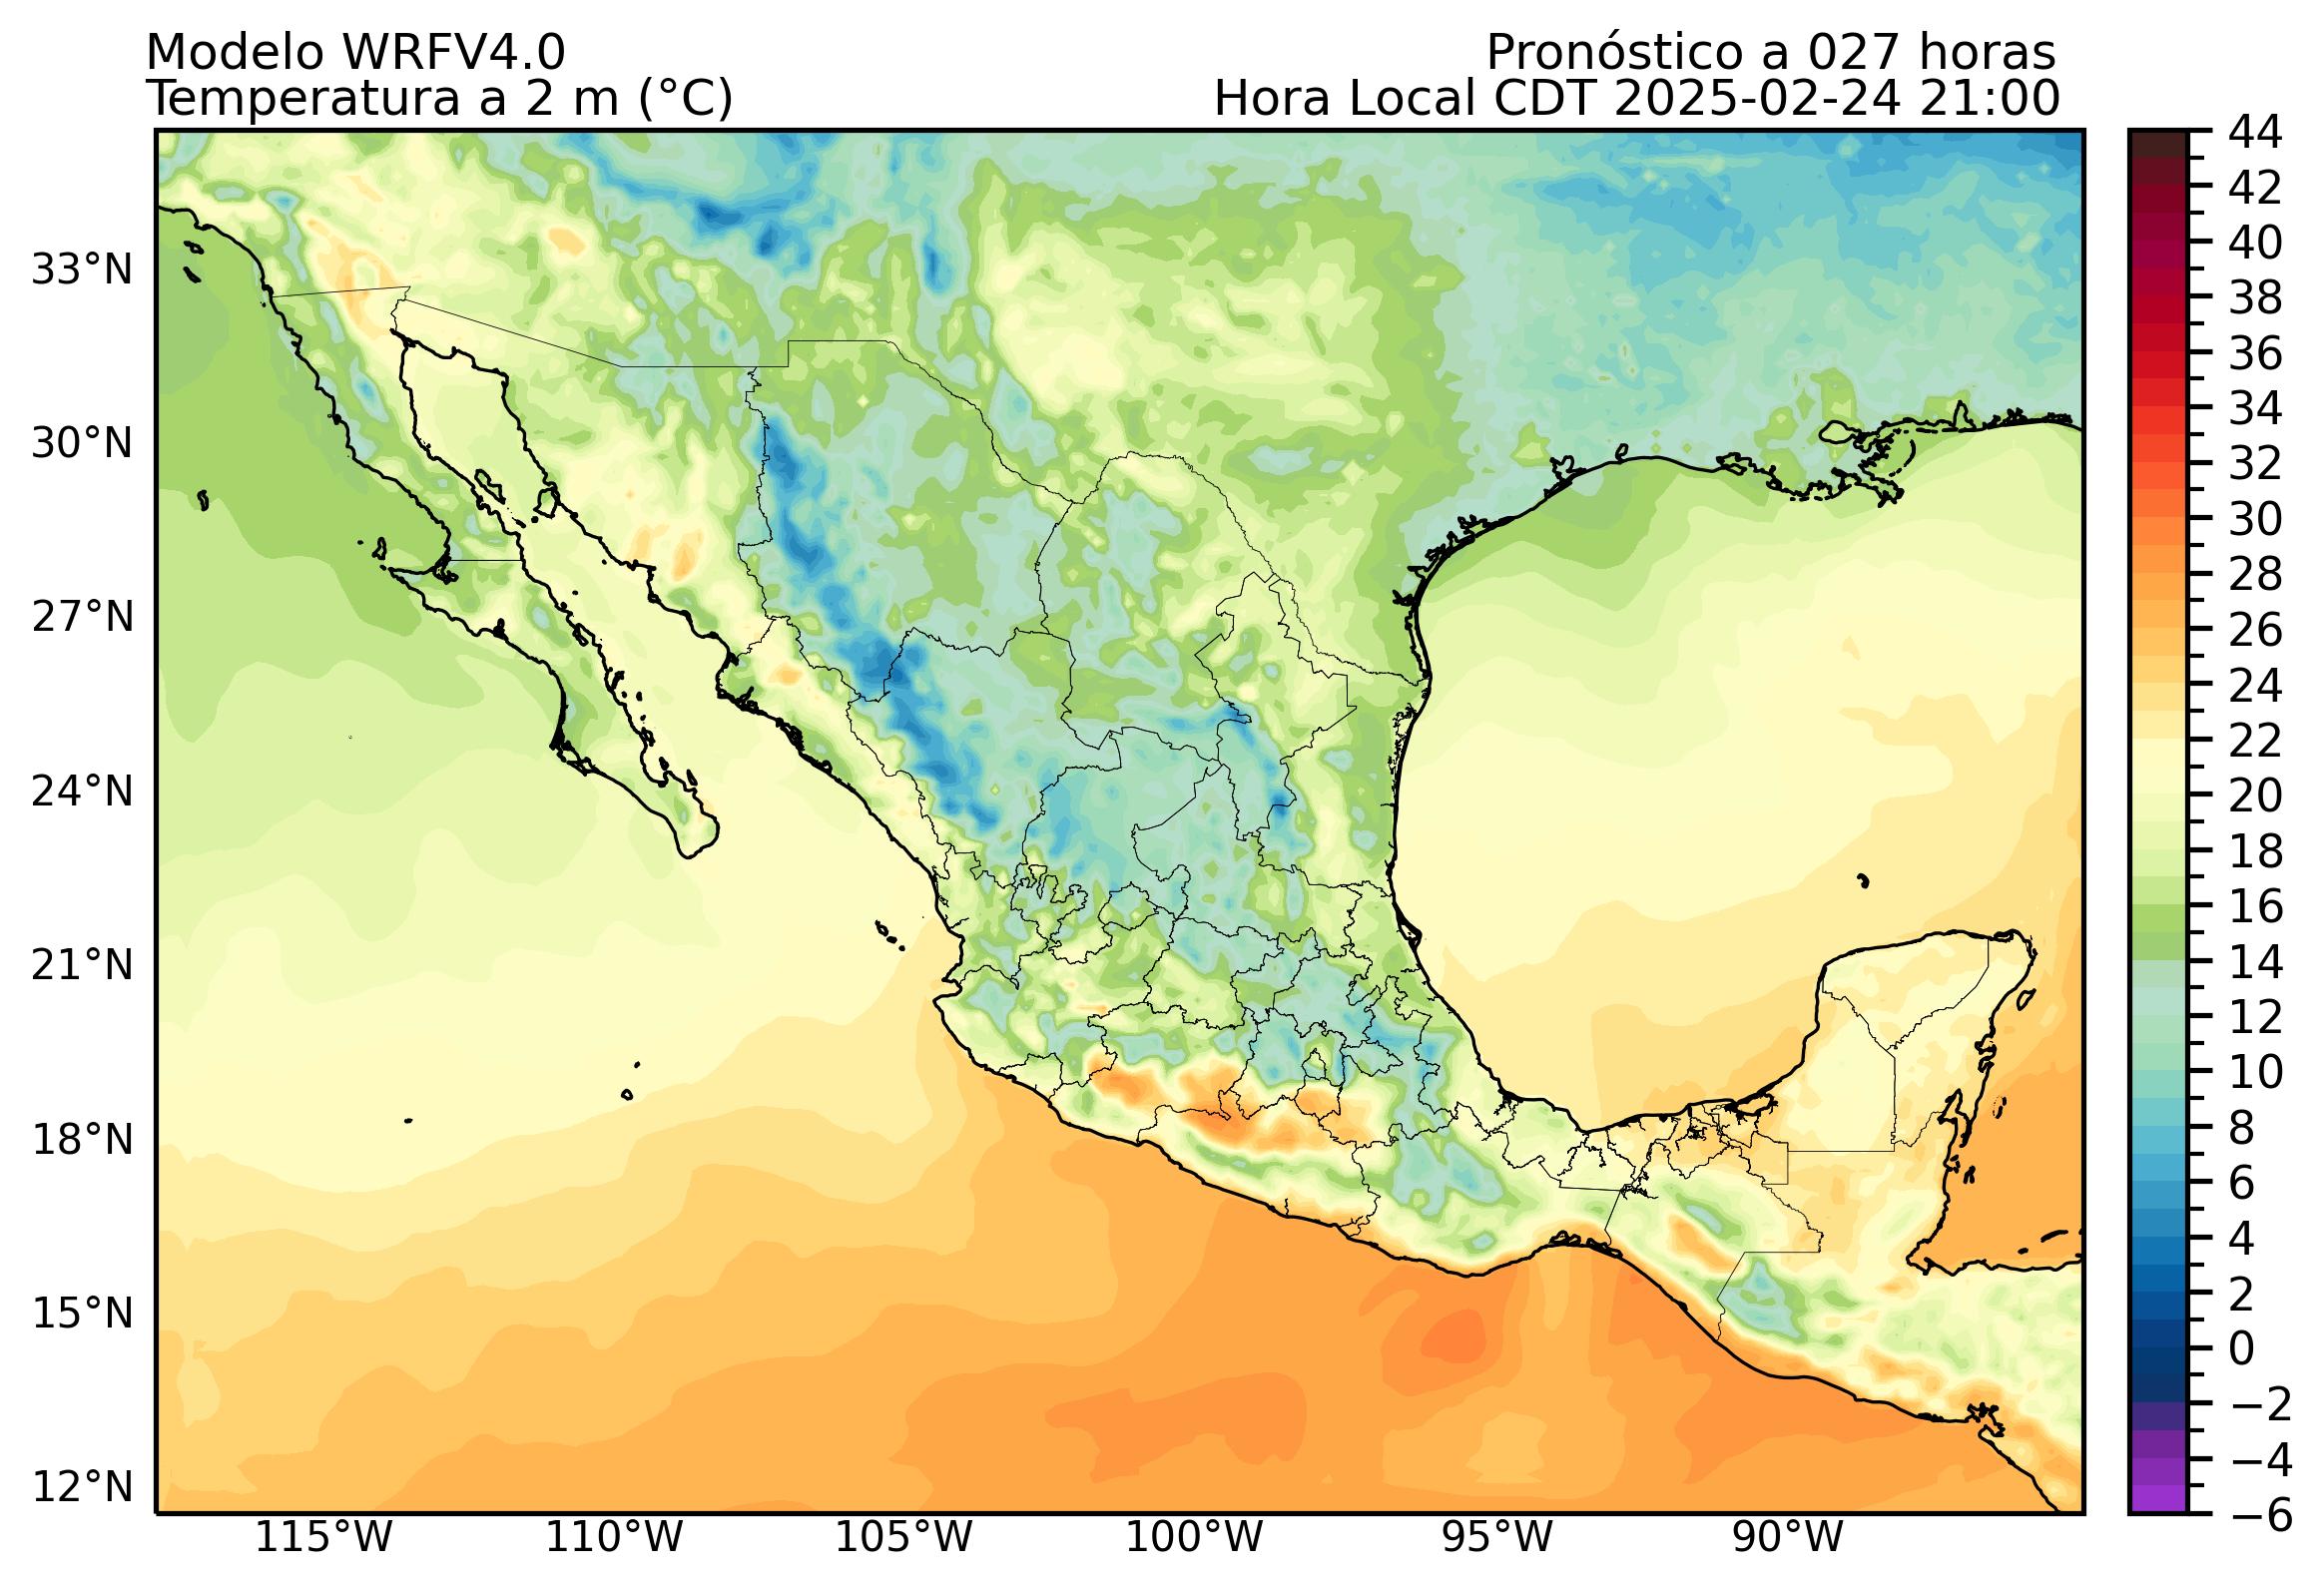 Modelo WRFV4.0
Pronóstico a 027 horas
Temperatura a 2 m (°C)
Hora Local CDT 2025-02-24 21:00
44
42
40
38
36
34
32
30
28
26
24
22
20
18
16
14
12
10
8
6
4
2
0
−2
−4
−6
33°N
30°N
27°N
24°N
21°N
18°N
15°N
12°N
115°W
110°W
105°W
100°W
95°W
90°W